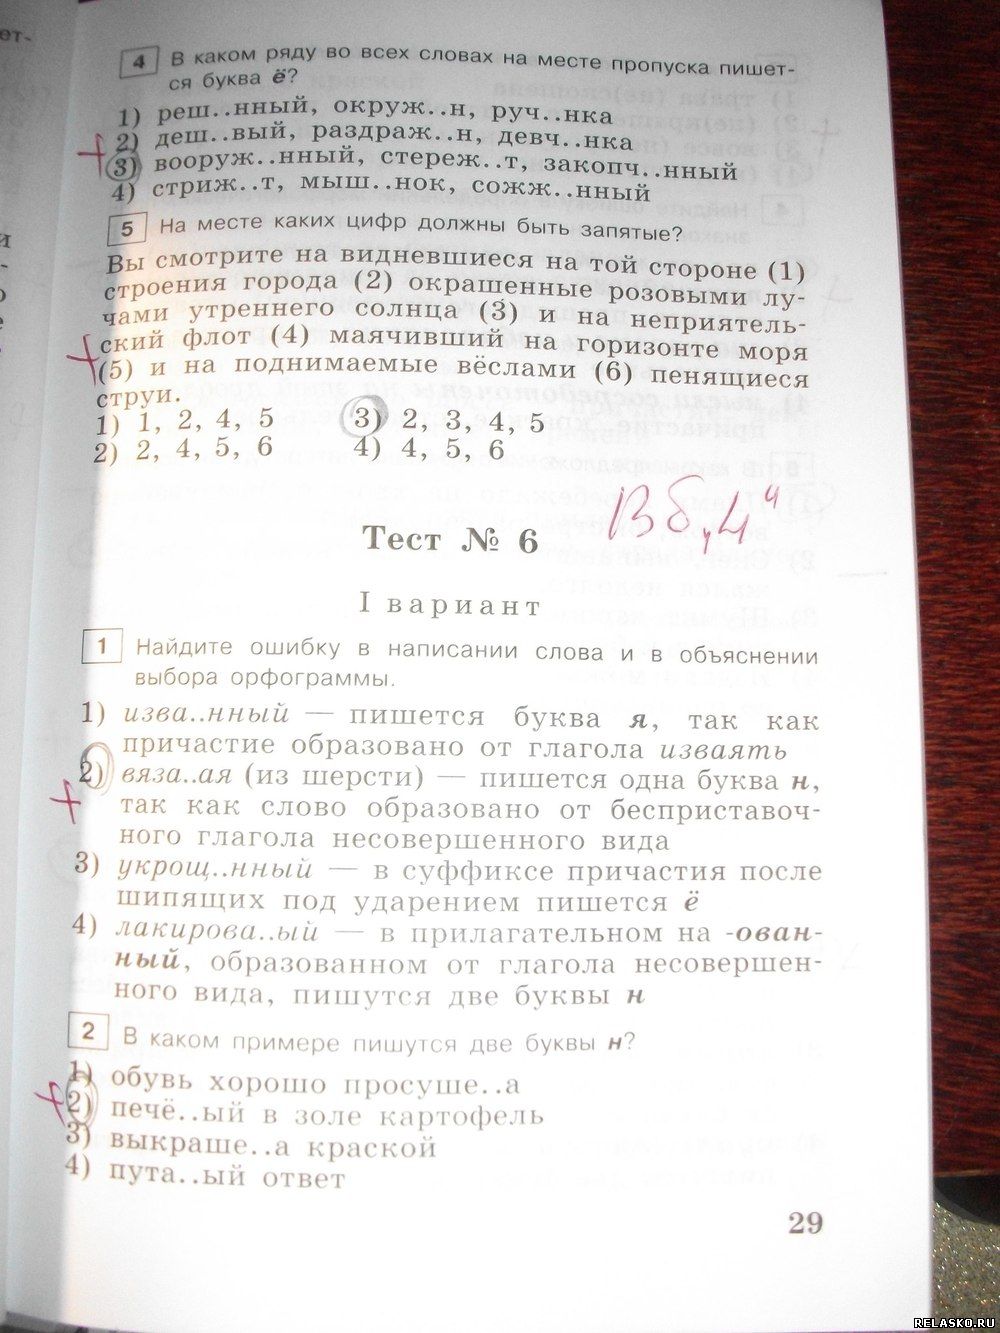 4 В каком ряду во всех словах на месте пропуска пишет-
ся буква ё?
1) реш..нный, окруж..н, руч..нка
2) деш..вый, раздраж..н, девч..нка
3) вооруж..нный, стереж..т, закопч..нный
4) стриж..т, мыш..нок, сожж..нный
5 На месте каких цифр должны быть запятые?
Вы смотрите на видневшиеся на той стороне (1)
строения города (2) окрашенные розовыми лу-
чами утреннего солнца (3) и на неприятель-
ский флот (4) маячивший на горизонте моря
(5) и на поднимаемые вёслами (6) пенящиеся
струи.
1) 1, 2, 4, 5 3) 2, 3, 4, 5
2) 2, 4, 5, 6 4) 4, 5, 6
Тест № 6
I вариант
1 Найдите ошибку в написании слова и в объяснении
выбора орфограммы.
1) изва..нный — пишется буква я, так как
причастие образовано от глагола изваять
2) вяза..ая (из шерсти) — пишется одна буква н,
так как слово образовано от бесприставоч-
ного глагола несовершенного вида
3) укрощ..нный — в суффиксе причастия после
шипящих под ударением пишется ё
4) лакирова..ый — в прилагательном на -ован-
ный, образованном от глагола несовершен-
ного вида, пишутся две буквы н
2 В каком примере пишутся две буквы н?
1) обувь хорошо просуше..а
2) печё..ый в золе картофель
3) выкраше..а краской
4) пута..ый ответ
29
RELASKO.RU